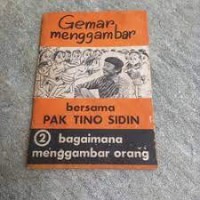 Gemar
menggambar
bersama
PAK TINO SIDIN
2 bagaimana
menggambar orang